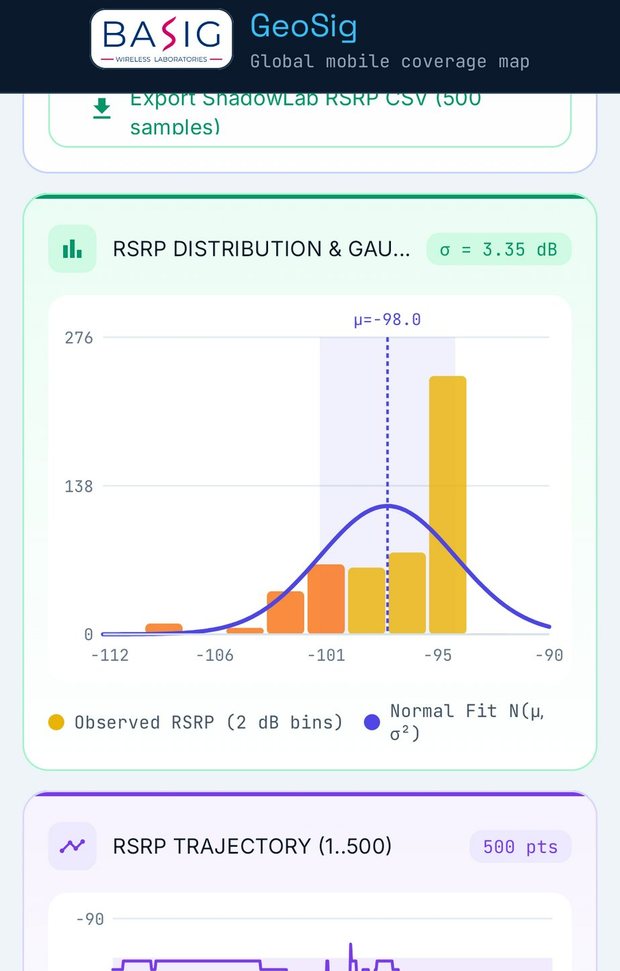 BASIG
WIRELESS LABORATORIES
GeoSig
Global mobile coverage map
Export ShadowLab RSRP CSV (500
samples)
RSRP DISTRIBUTION & GAU...
σ = 3.35 dB
μ=-98.0
276
138
0
-112
-106
-101
-95
-90
Observed RSRP (2 dB bins)
Normal Fit N(μ,
σ²)
RSRP TRAJECTORY (1..500)
500 pts
-90